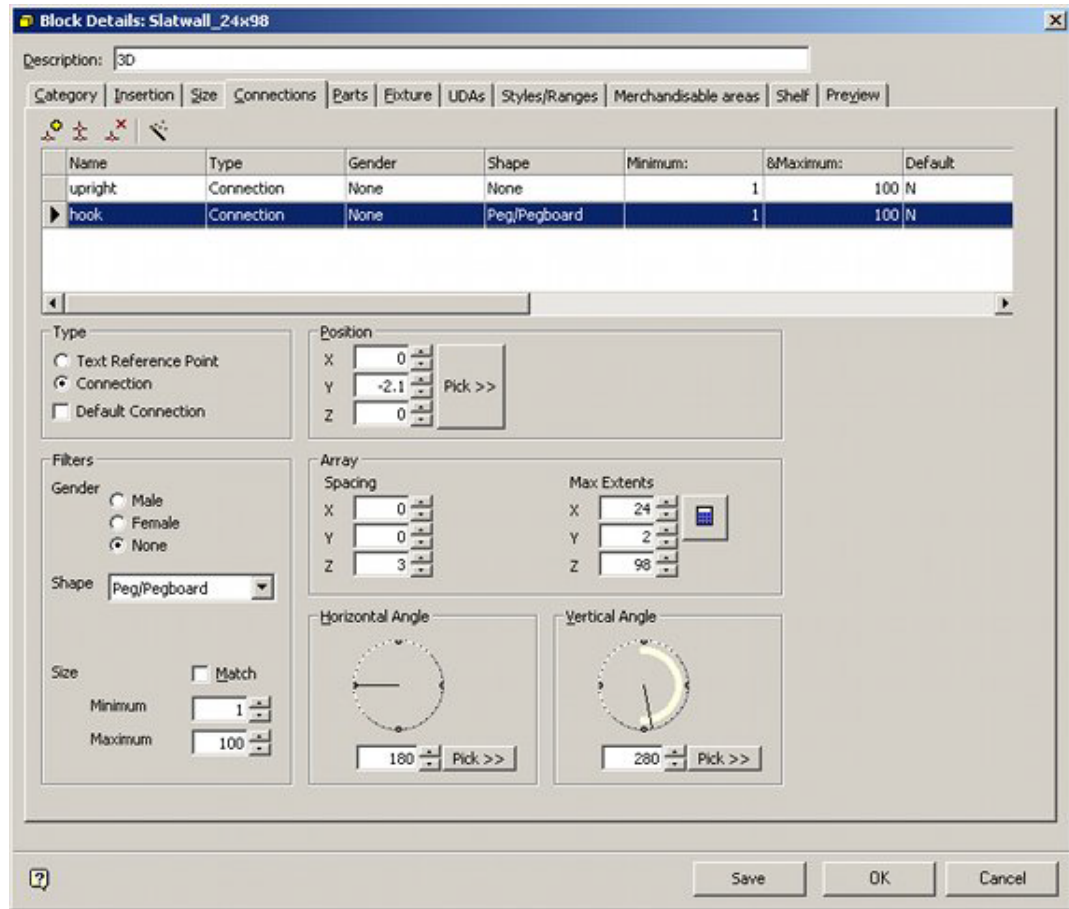 Block Details: Slatwall_24x98
Description: 3D
Category Insertion Size Connections Parts Fixture UDAs Styles/Ranges Merchandisable areas Shelf Preview
Name Type Gender Shape Minimum: &Maximum: Default
upright Connection None None 1 100 N
hook Connection None Peg/Pegboard 1 100 N
Type
Text Reference Point
Connection
Default Connection
Position
X 0
Y -2.1
Z 0
Pick >>
Filters
Gender
Male
Female
None
Shape Peg/Pegboard
Size Match
Minimum 1
Maximum 100
Array
Spacing Max Extents
X 0 X 24
Y 0 Y 2
Z 3 Z 98
Horizontal Angle
180 Pick >>
Vertical Angle
280 Pick >>
Save OK Cancel